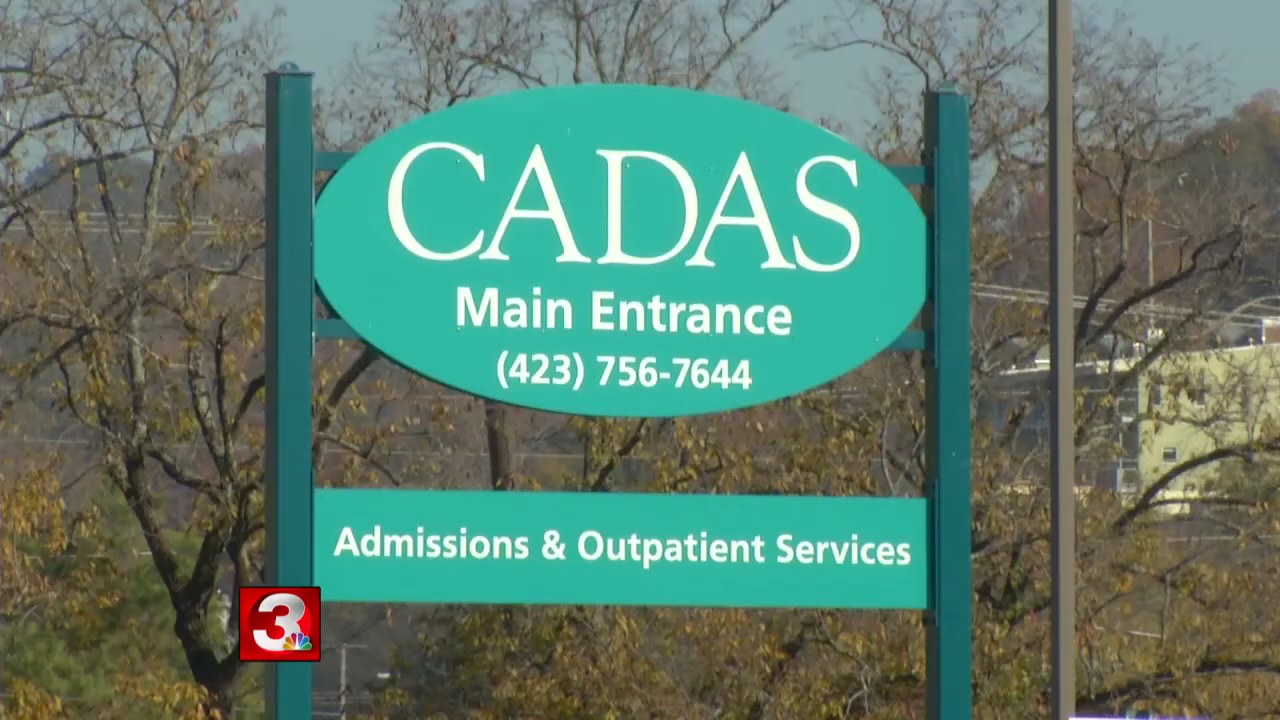 CADAS
Main Entrance
(423) 756-7644
Admissions & Outpatient Services
3